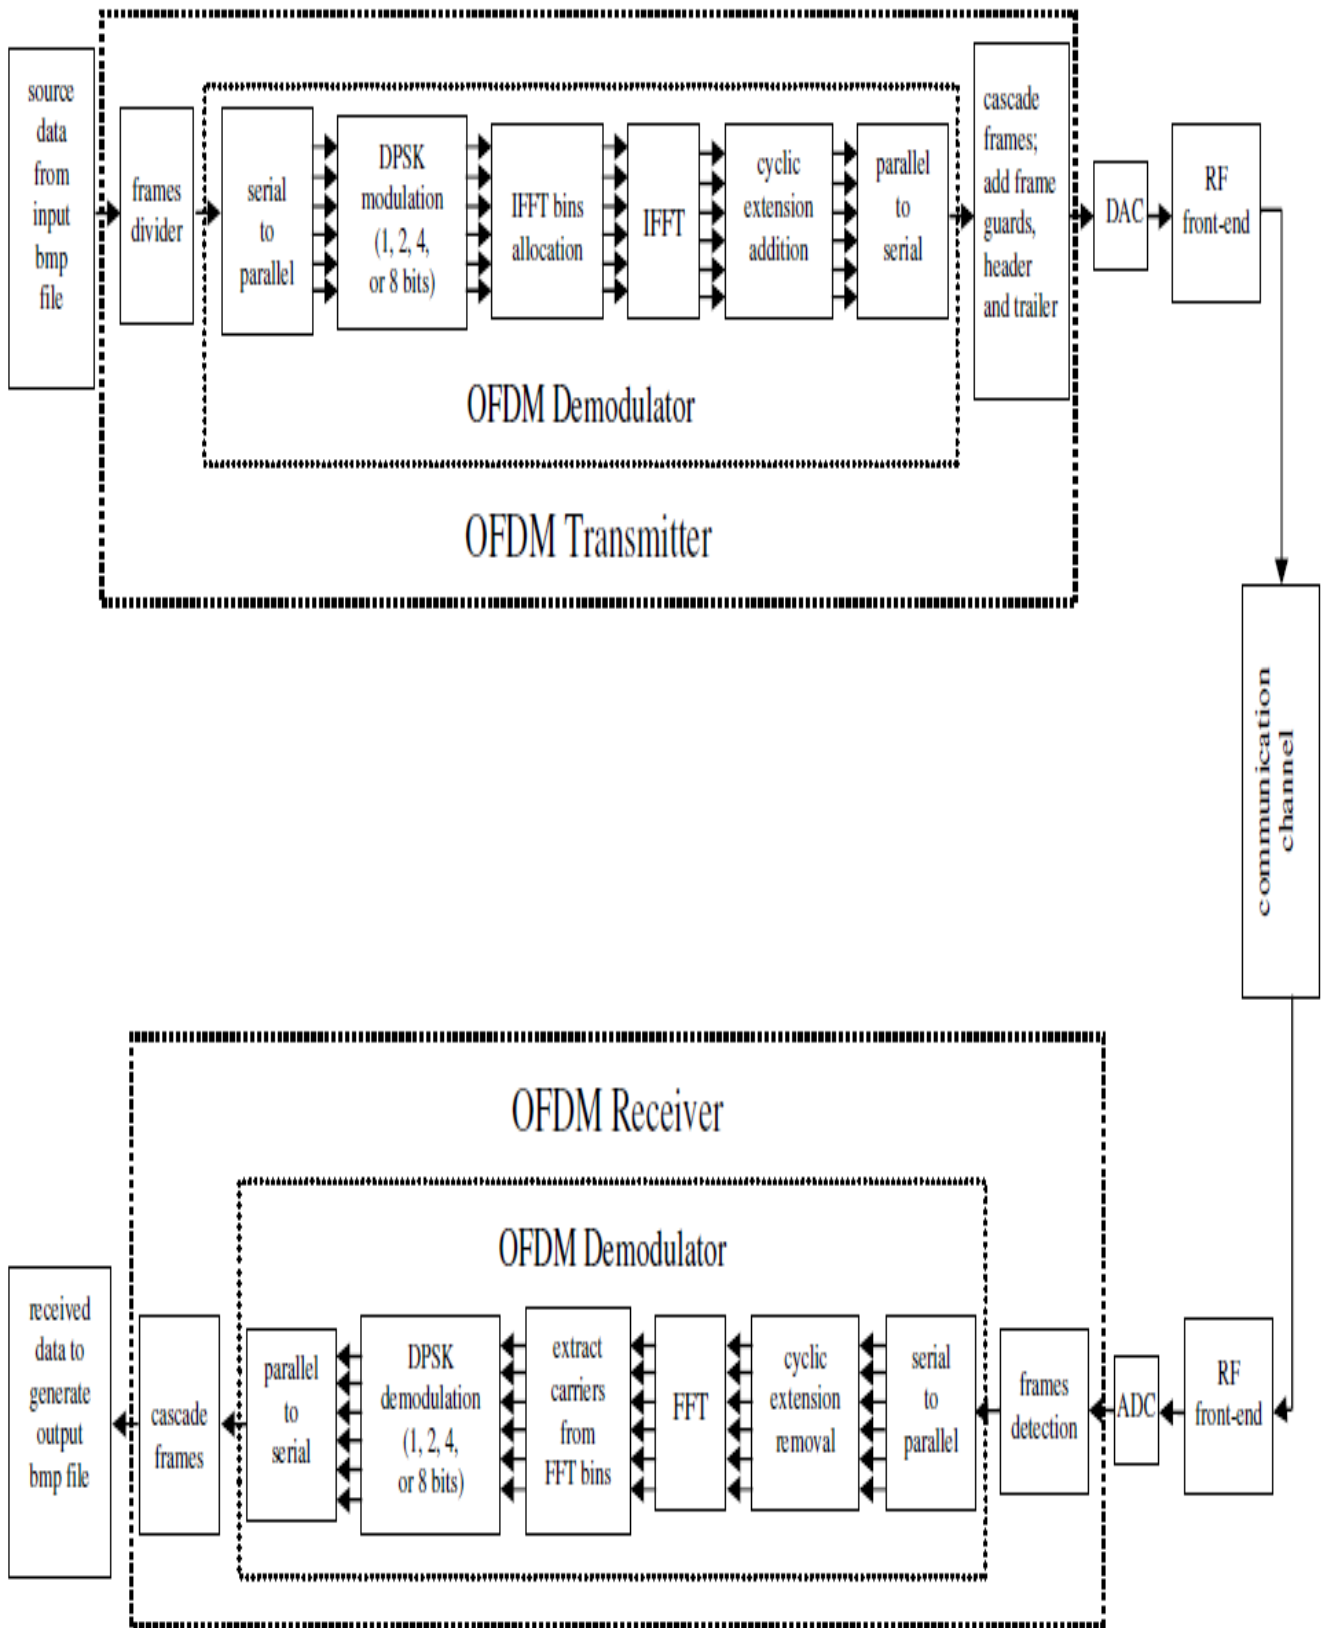 source
data
from
input
bmp
file
frames
divider
serial
to
parallel
DPSK
modulation
(1, 2, 4,
or 8 bits)
IFFT bins
allocation
IFFT
cyclic
extension
addition
parallel
to
serial
cascade
frames;
add frame
guards,
header
and trailer
DAC
RF
front-end
OFDM Demodulator
OFDM Transmitter
communication
channel
OFDM Receiver
OFDM Demodulator
received
data to
generate
output
bmp file
cascade
frames
parallel
to
serial
DPSK
demodulation
(1, 2, 4,
or 8 bits)
extract
carriers
from
FFT bins
FFT
cyclic
extension
removal
serial
to
parallel
frames
detection
ADC
RF
front-end